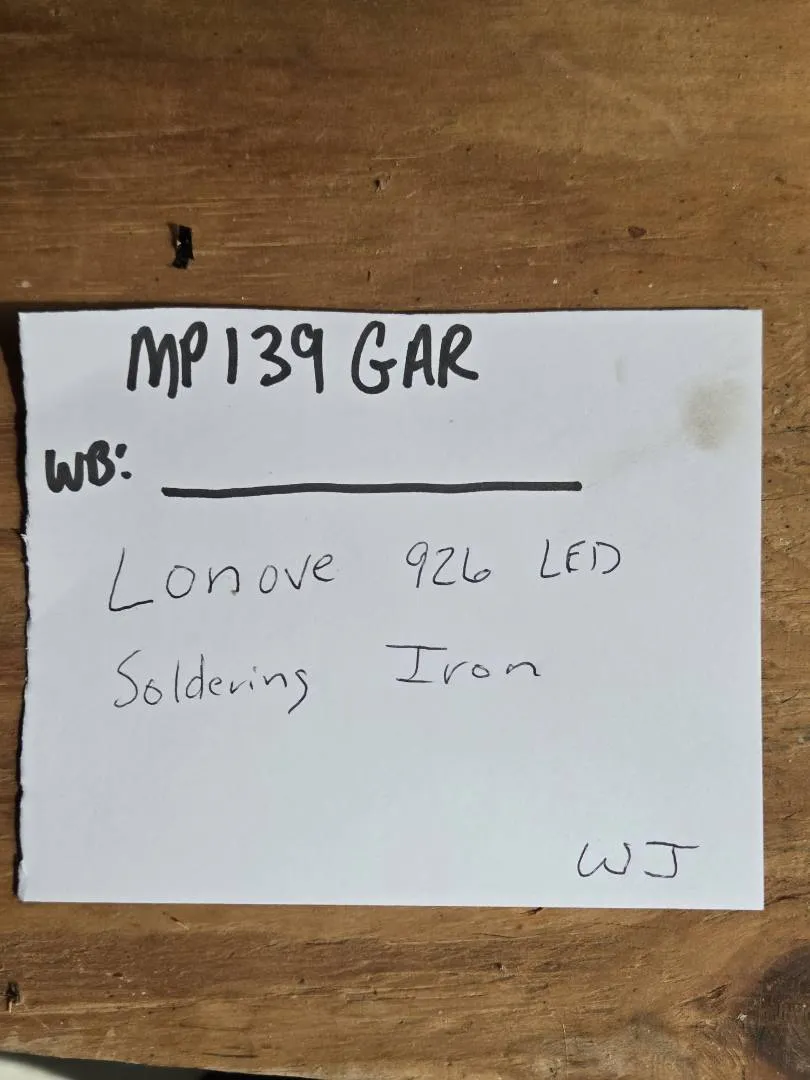 MP139 GAR
WB:
Lonove 926 LED
Soldering Iron
WJ